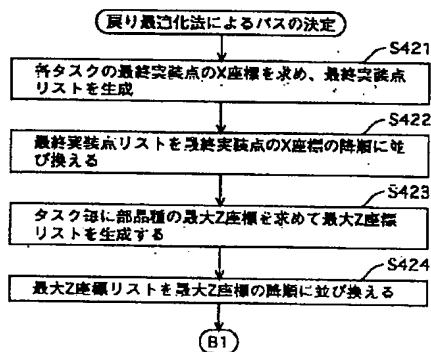 戻り最適化法によるパスの決定
S421
各タスクの最終実装点のX座標を求め、最終実装点
リストを生成
S422
最終実装点リストを最終実装点のX座標の降順に並
び換える
S423
タスク毎に部品種の最大Z座標を求めて最大Z座標
リストを生成する
S424
最大Z座標リストを最大Z座標の降順に並び換える
B1